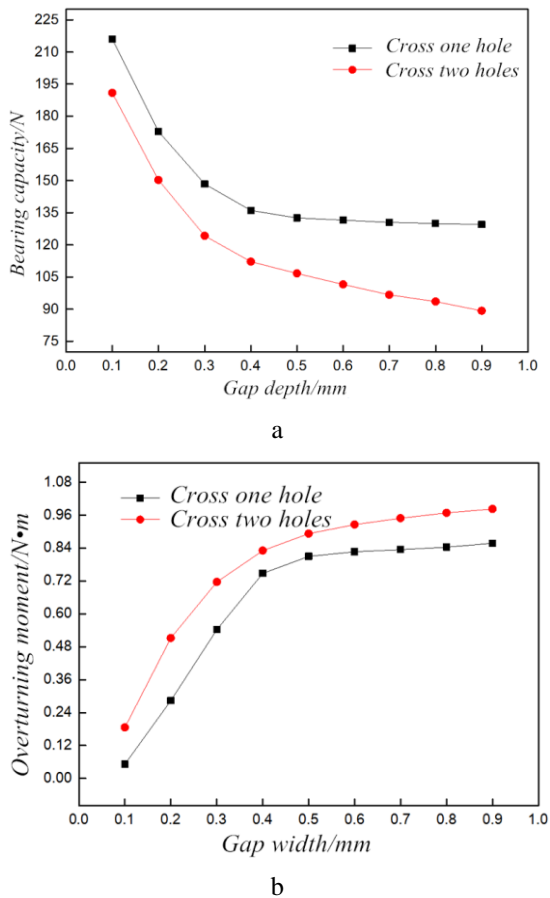 225
210
195
180
165
150
135
120
105
90
75
Bearing capacity/N
Cross one hole
Cross two holes
0.0 0.1 0.2 0.3 0.4 0.5 0.6 0.7 0.8 0.9 1.0
Gap depth/mm
a
1.08
0.96
0.84
0.72
0.60
0.48
0.36
0.24
0.12
0.00
Overturning moment/N•m
Cross one hole
Cross two holes
0.0 0.1 0.2 0.3 0.4 0.5 0.6 0.7 0.8 0.9 1.0
Gap width/mm
b